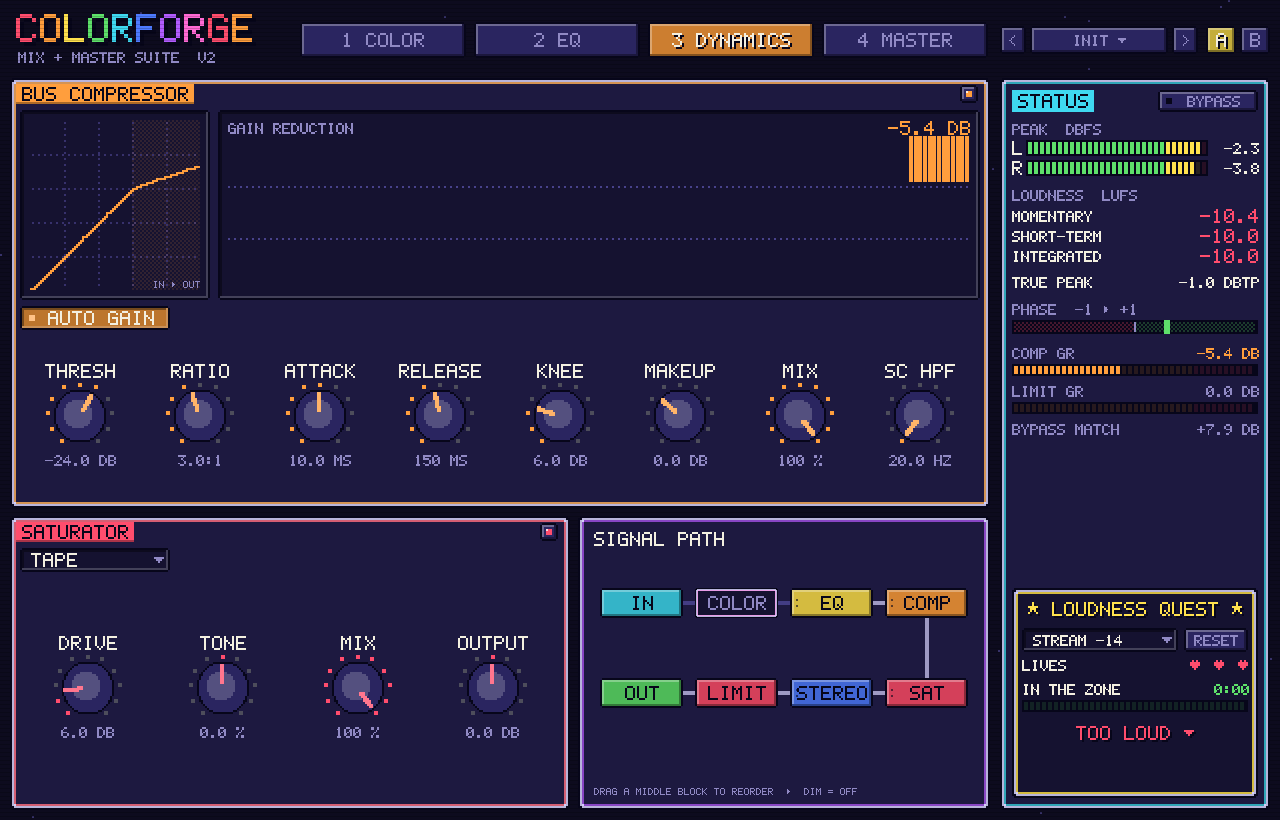 COLORFORGE
MIX + MASTER SUITE V2
1 COLOR
2 EQ
3 DYNAMICS
4 MASTER
<
INIT
>
A
B
BUS COMPRESSOR
GAIN REDUCTION
-5.4 DB
IN ▸ OUT
AUTO GAIN
THRESH
RATIO
ATTACK
RELEASE
KNEE
MAKEUP
MIX
SC HPF
-24.0 DB
3.0:1
10.0 MS
150 MS
6.0 DB
0.0 DB
100 %
20.0 HZ
SATURATOR
TAPE
DRIVE
TONE
MIX
OUTPUT
6.0 DB
0.0 %
100 %
0.0 DB
SIGNAL PATH
IN
COLOR
EQ
COMP
OUT
LIMIT
STEREO
SAT
DRAG A MIDDLE BLOCK TO REORDER ▸ DIM = OFF
STATUS
BYPASS
PEAK DBFS
L -2.3
R -3.8
LOUDNESS LUFS
MOMENTARY -10.4
SHORT-TERM -10.0
INTEGRATED -10.0
TRUE PEAK -1.0 DBTP
PHASE -1 ▸ +1
COMP GR -5.4 DB
LIMIT GR 0.0 DB
BYPASS MATCH +7.9 DB
★ LOUDNESS QUEST ★
STREAM -14
RESET
LIVES ♥ ♥ ♥
IN THE ZONE 0:00
TOO LOUD ▾